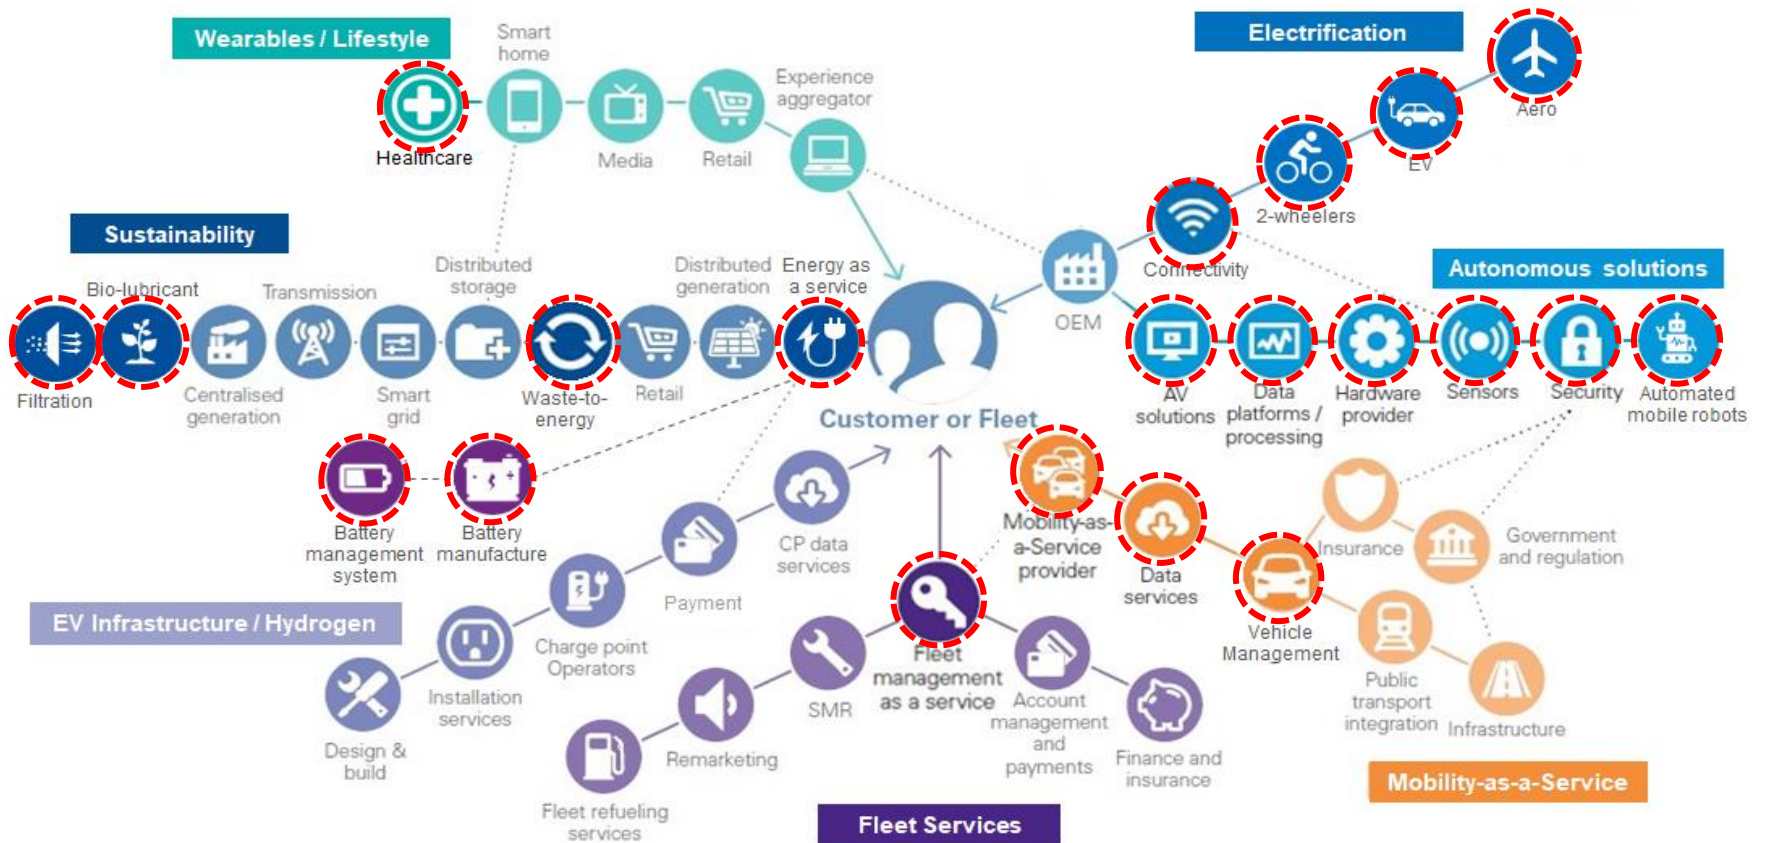 Wearables / Lifestyle
Smart
home
Experience
aggregator
Healthcare
Media
Retail
Electrification
Aero
EV
2-wheelers
Connectivity
OEM
Sustainability
Filtration
Bio-lubricant
Centralised
generation
Transmission
Smart
grid
Distributed
storage
Waste-to-
energy
Retail
Distributed
generation
Energy as
a service
Customer or Fleet
Autonomous solutions
AV
solutions
Data
platforms /
processing
Hardware
provider
Sensors
Security
Automated
mobile robots
Battery
management
system
Battery
manufacture
EV Infrastructure / Hydrogen
Design &
build
Installation
services
Charge point
Operators
Payment
CP data
services
Fleet refueling
services
Remarketing
SMR
Fleet
management
as a service
Account
management
and
payments
Finance and
insurance
Fleet Services
Mobility-as-
a-Service
provider
Data
services
Vehicle
Management
Insurance
Government
and regulation
Public
transport
integration
Infrastructure
Mobility-as-a-Service